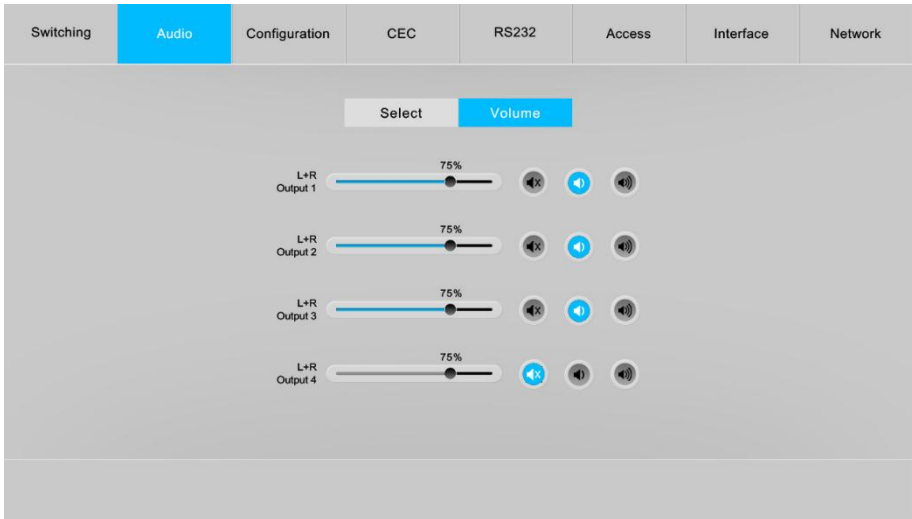 Switching Audio Configuration CEC RS232 Access Interface Network
Select Volume
75%
L+R
Output 1
75%
L+R
Output 2
75%
L+R
Output 3
75%
L+R
Output 4